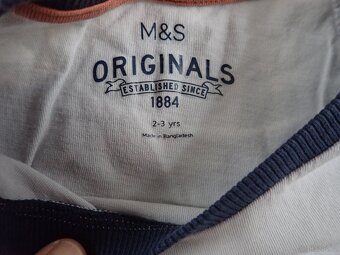 M&S
ORIGINALS
ESTABLISHED SINCE
1884
2-3 yrs
Made in Bangladesh